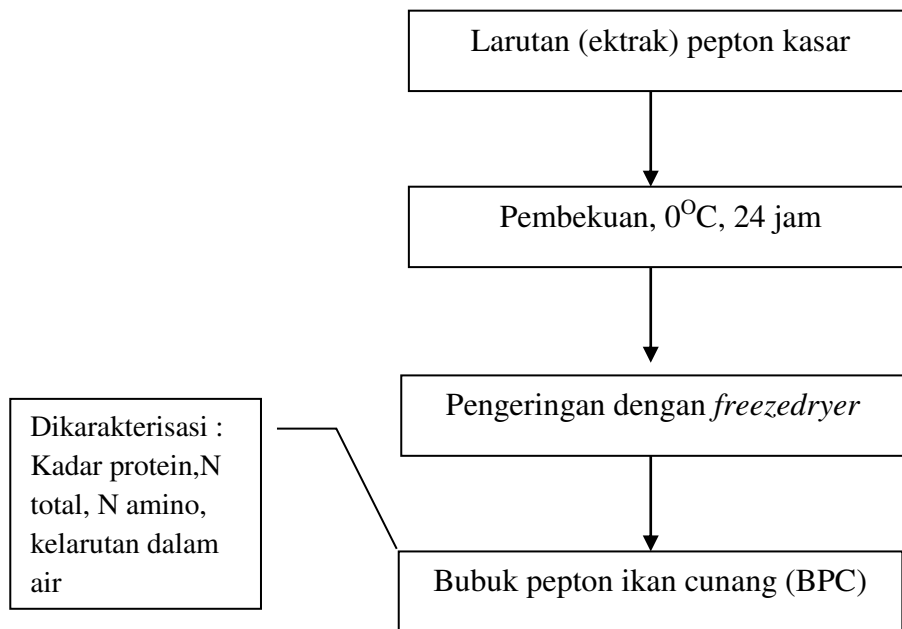 Larutan (ektrak) pepton kasar
Pembekuan, 0ᴼC, 24 jam
Pengeringan dengan freezedryer
Dikarakterisasi :
Kadar protein,N
total, N amino,
kelarutan dalam
air
Bubuk pepton ikan cunang (BPC)